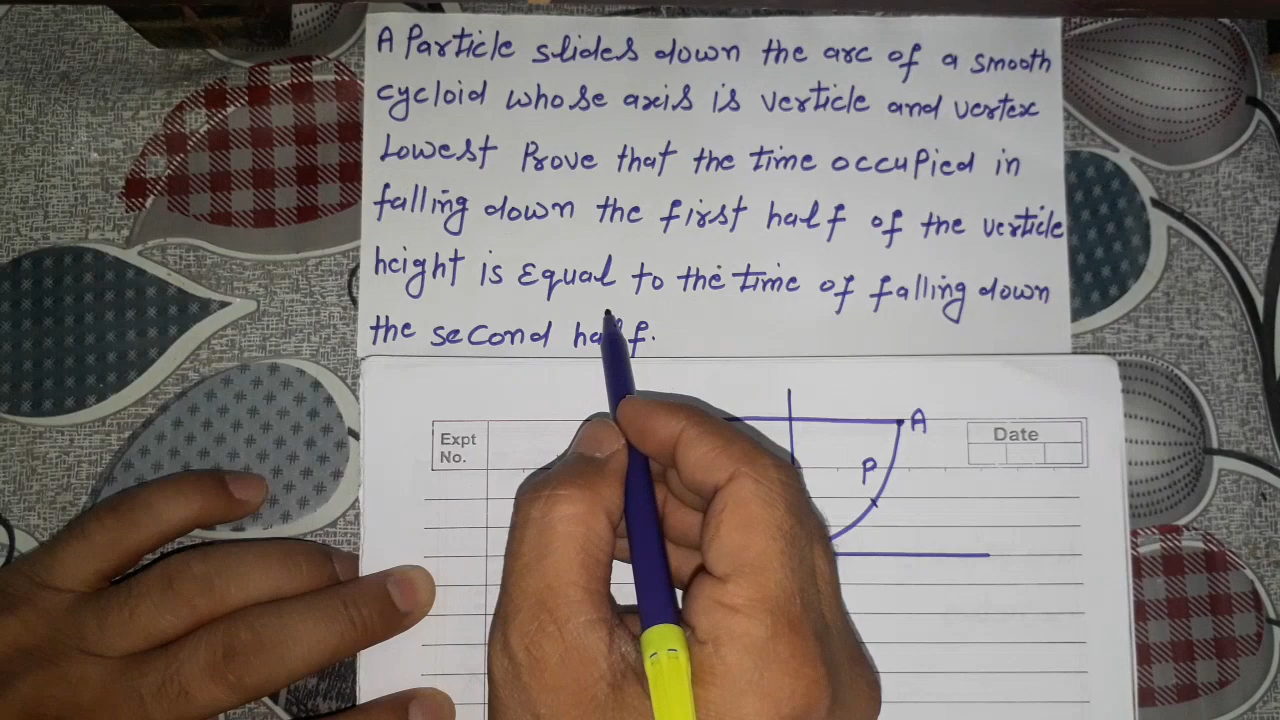 A Particle slides down the arc of a smooth
cycloid whose axis is verticle and vertex
Lowest Prove that the time occupied in
falling down the first half of the verticle
height is Equal to the time of falling down
the second half.
Expt
No.
A
Date
P